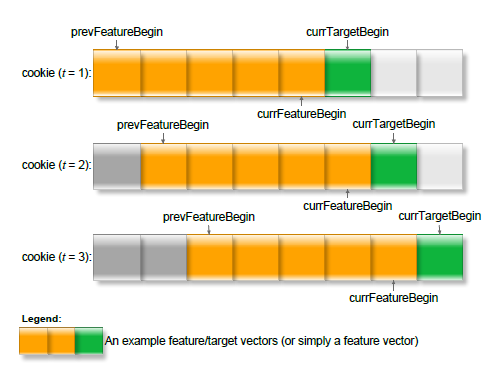 prevFeatureBegin currTargetBegin
cookie (t = 1):
currFeatureBegin
prevFeatureBegin currTargetBegin
cookie (t = 2):
currFeatureBegin
prevFeatureBegin currTargetBegin
cookie (t = 3):
currFeatureBegin
Legend:
An example feature/target vectors (or simply a feature vector)